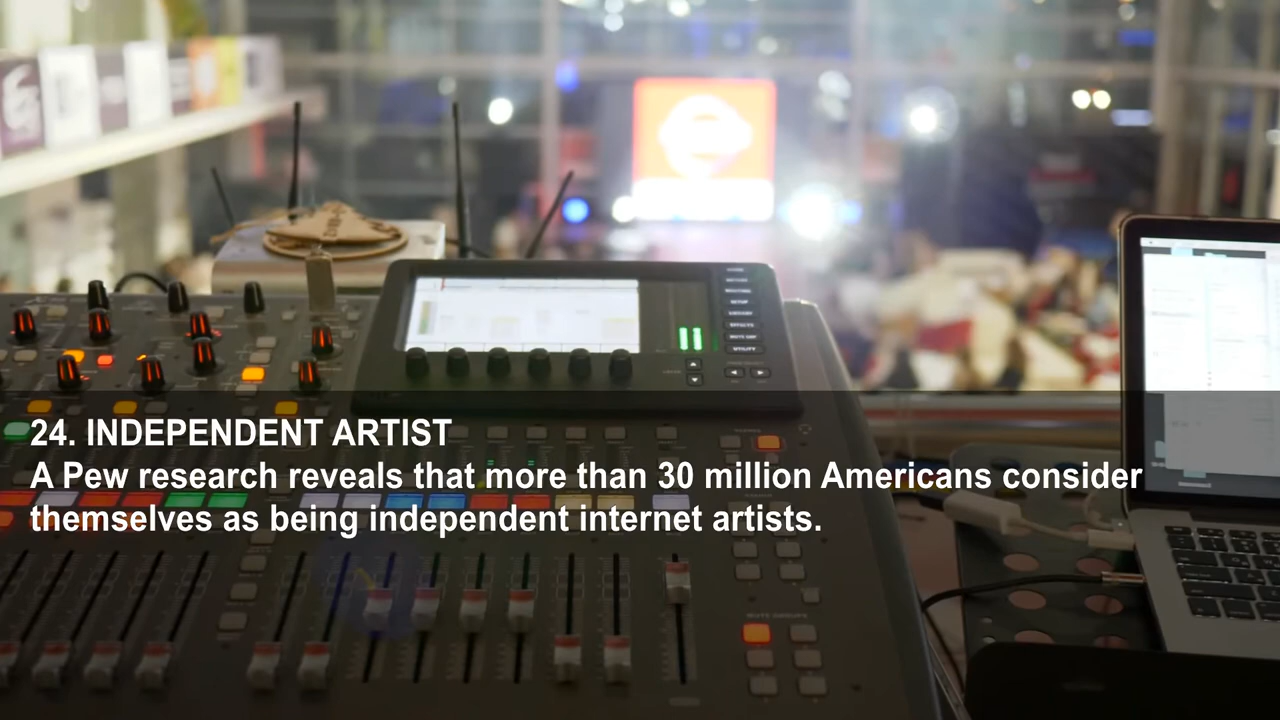 24. INDEPENDENT ARTIST
A Pew research reveals that more than 30 million Americans consider
themselves as being independent internet artists.